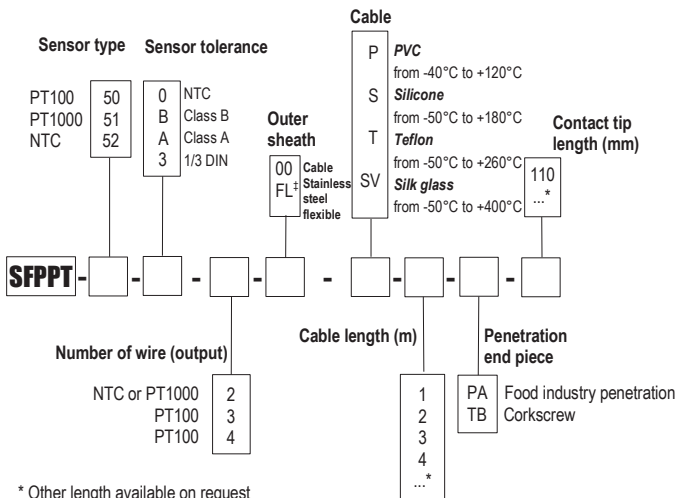 Cable
Sensor type
Sensor tolerance
PT100 50
PT1000 51
NTC 52
0 NTC
B Class B
A Class A
3 1/3 DIN
Outer
sheath
00 Cable
FL‡ Stainless
steel
flexible
P PVC
from -40°C to +120°C
S Silicone
from -50°C to +180°C
T Teflon
from -50°C to +260°C
SV Silk glass
from -50°C to +400°C
Contact tip
length (mm)
110
...*
SFPPT - - - - - - - -
Number of wire (output)
NTC or PT1000 2
PT100 3
PT100 4
Cable length (m)
1
2
3
4
...*
Penetration
end piece
PA Food industry penetration
TB Corkscrew
* Other length available on request